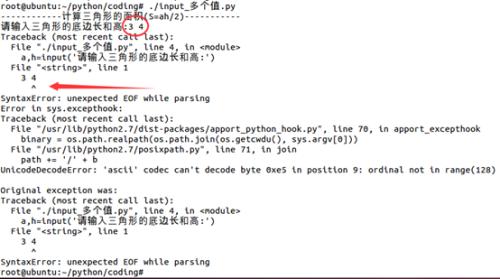 root@ubuntu:~/python/coding# ./input_多个值.py
-----------计算三角形的面积(S=ah/2)-----------
请输入三角形的底边长和高:3 4
Traceback (most recent call last):
  File "./input_多个值.py", line 4, in <module>
    a,h=input('请输入三角形的底边长和高:')
  File "<string>", line 1
    3 4
      ^
SyntaxError: unexpected EOF while parsing
Error in sys.excepthook:
Traceback (most recent call last):
  File "/usr/lib/python2.7/dist-packages/apport_python_hook.py", line 70, in apport_excepthook
    binary = os.path.realpath(os.path.join(os.getcwdu(), sys.argv[0]))
  File "/usr/lib/python2.7/posixpath.py", line 71, in join
    path += '/' + b
UnicodeDecodeError: 'ascii' codec can't decode byte 0xe5 in position 9: ordinal not in range(128)

Original exception was:
Traceback (most recent call last):
  File "./input_多个值.py", line 4, in <module>
    a,h=input('请输入三角形的底边长和高:')
  File "<string>", line 1
    3 4
      ^
SyntaxError: unexpected EOF while parsing
root@ubuntu:~/python/coding#